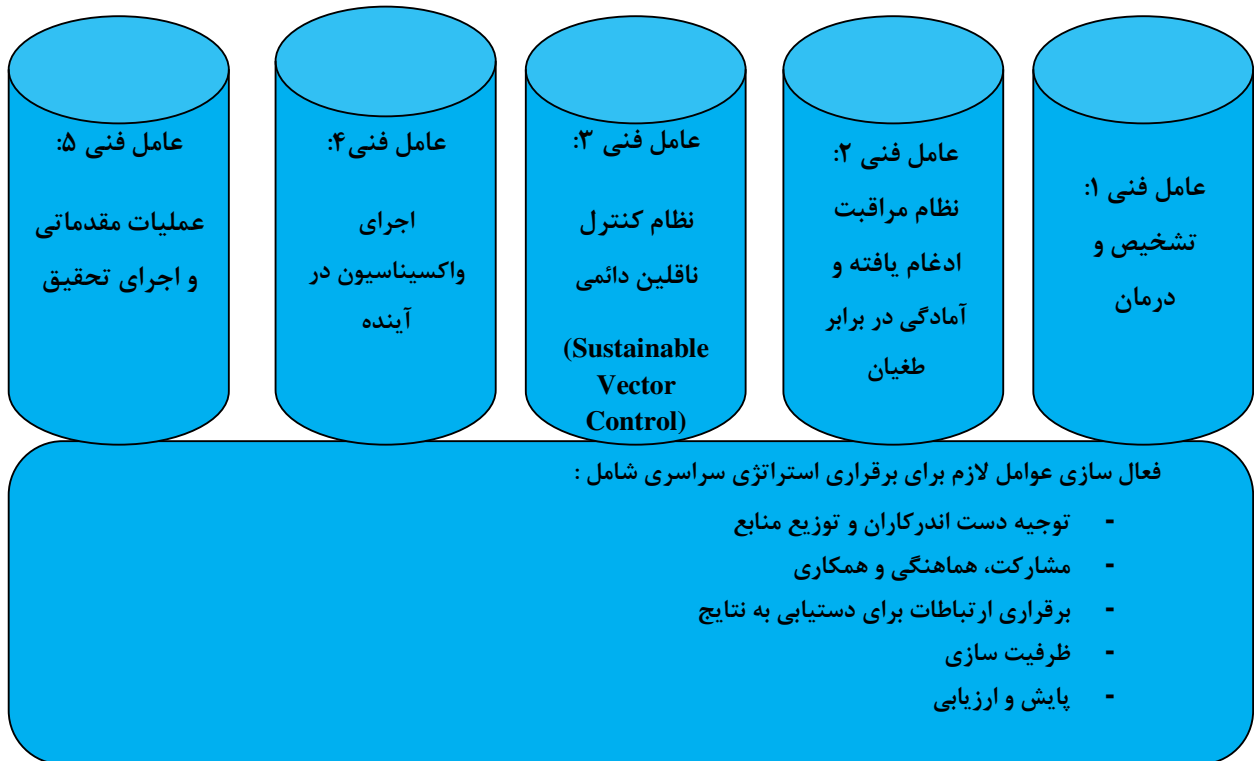 عامل فنی ۱:
تشخیص و
درمان
عامل فنی ۲:
نظام مراقبت
ادغام یافته و
آمادگی در برابر
طغیان
عامل فنی ۳:
نظام کنترل
ناقلین دائمی
(Sustainable
Vector
Control)
عامل فنی۴:
اجرای
واکسیناسیون در
آینده
عامل فنی ۵:
عملیات مقدماتی
و اجرای تحقیق
فعال سازی عوامل لازم برای برقراری استراتژی سراسری شامل :
- توجیه دست اندرکاران و توزیع منابع
- مشارکت، هماهنگی و همکاری
- برقراری ارتباطات برای دستیابی به نتایج
- ظرفیت سازی
- پایش و ارزیابی